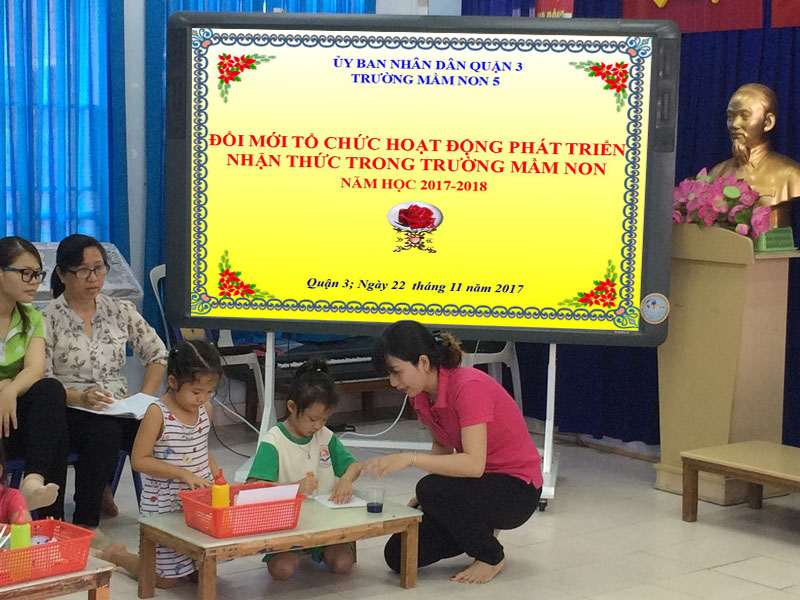 ỦY BAN NHÂN DÂN QUẬN 3
TRƯỜNG MẦM NON 5
ĐỔI MỚI TỔ CHỨC HOẠT ĐỘNG PHÁT TRIỂN
NHẬN THỨC TRONG TRƯỜNG MẦM NON
NĂM HỌC 2017-2018
Quận 3; Ngày 22 tháng 11 năm 2017